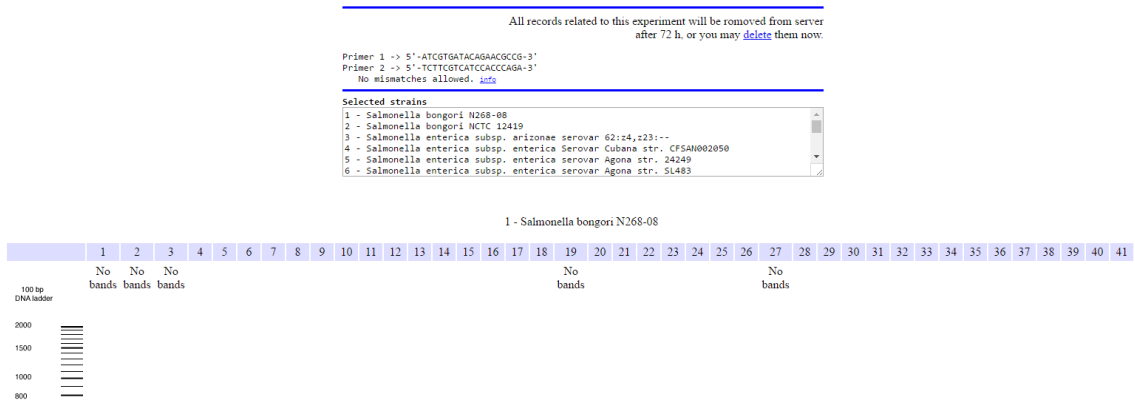 All records related to this experiment will be romoved from server
after 72 h, or you may delete them now.
Primer 1 -> 5'-ATCGTGATACAGAACGCCG-3'
Primer 2 -> 5'-TCTTCGTCATCCACCCAGA-3'
No mismatches allowed. info
Selected strains
1 - Salmonella bongori N268-08
2 - Salmonella bongori NCTC 12419
3 - Salmonella enterica subsp. arizonae serovar 62:z4,z23:--
4 - Salmonella enterica subsp. enterica Serovar Cubana str. CFSAN002050
5 - Salmonella enterica subsp. enterica serovar Agona str. 24249
6 - Salmonella enterica subsp. enterica serovar Agona str. SL483
1 - Salmonella bongori N268-08
1 2 3 4 5 6 7 8 9 10 11 12 13 14 15 16 17 18 19 20 21 22 23 24 25 26 27 28 29 30 31 32 33 34 35 36 37 38 39 40 41
No No No No No
bands bands bands bands bands
100 bp
DNA ladder
2000
1500
1000
800